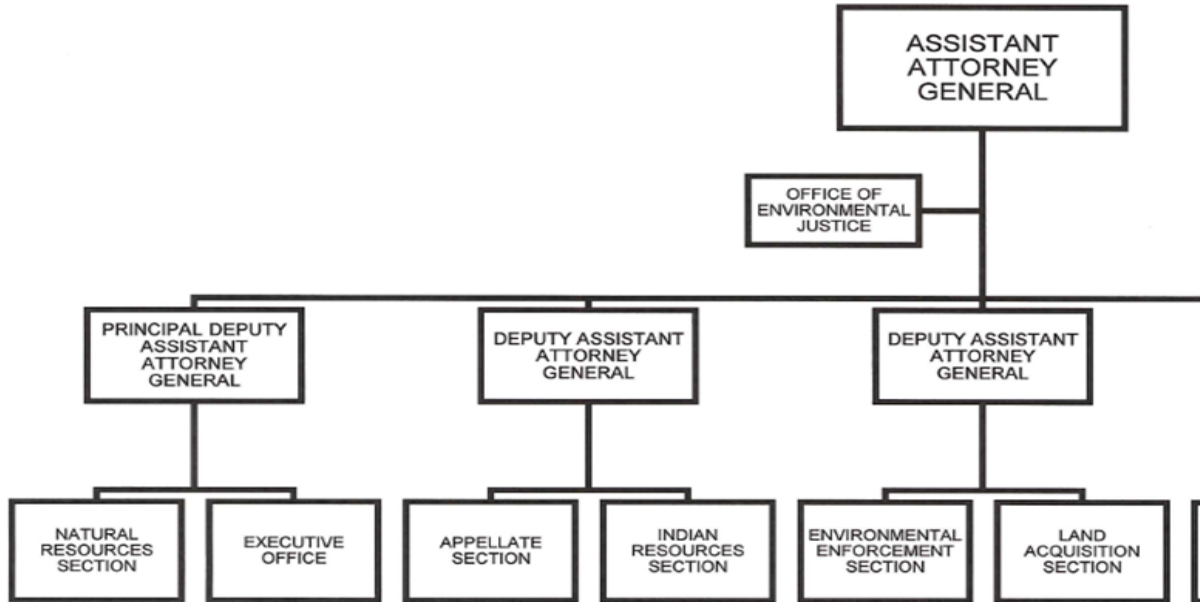 ASSISTANT
ATTORNEY
GENERAL
OFFICE OF
ENVIRONMENTAL
JUSTICE
PRINCIPAL DEPUTY
ASSISTANT
ATTORNEY
GENERAL
DEPUTY ASSISTANT
ATTORNEY
GENERAL
DEPUTY ASSISTANT
ATTORNEY
GENERAL
NATURAL
RESOURCES
SECTION
EXECUTIVE
OFFICE
APPELLATE
SECTION
INDIAN
RESOURCES
SECTION
ENVIRONMENTAL
ENFORCEMENT
SECTION
LAND
ACQUISITION
SECTION